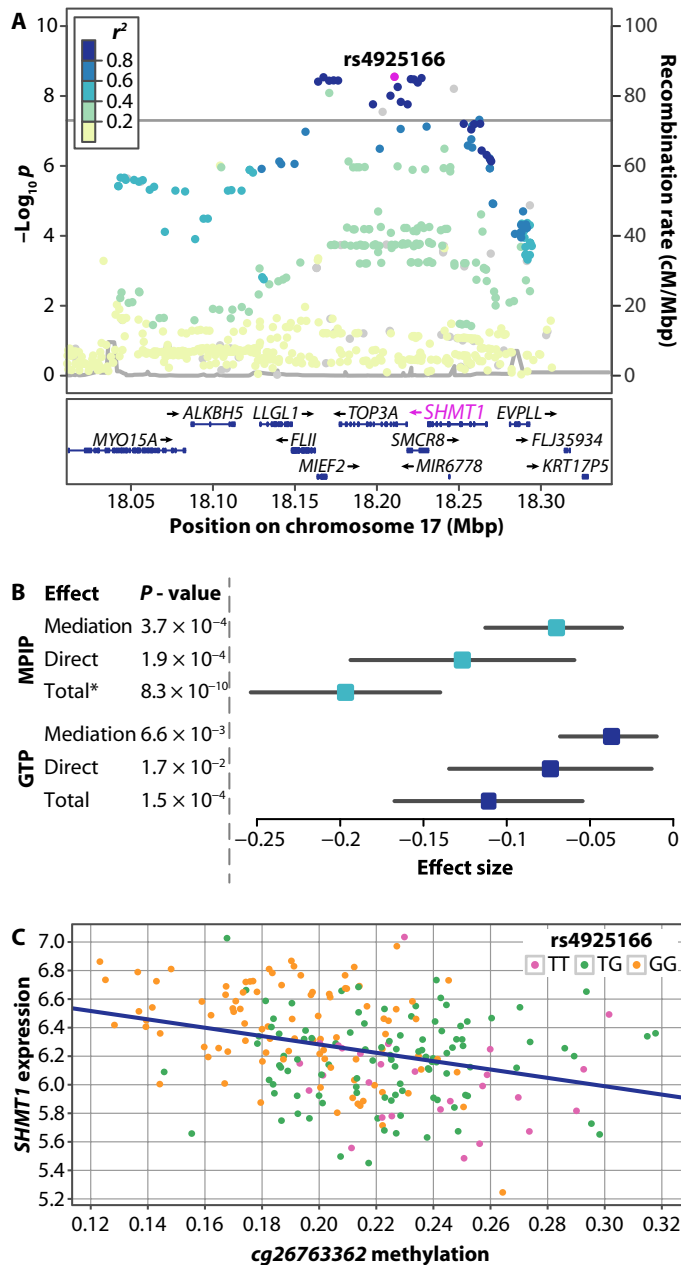 A
r²
0.8
0.6
0.4
0.2
rs4925166
10
8
6
4
2
0
–Log₁₀ p
100
80
60
40
20
0
Recombination rate (cM/Mbp)
→ ALKBH5 LLGL1 → ← TOP3A ← SHMT1 EVPLL →
MYO15A → ← FLII SMCR8 → → FLJ35934
MIEF2 → ← MIR6778 → KRT17P5
18.05 18.10 18.15 18.20 18.25 18.30
Position on chromosome 17 (Mbp)
B
Effect P - value
MPIP
Mediation 3.7 × 10⁻⁴
Direct 1.9 × 10⁻⁴
Total* 8.3 × 10⁻¹⁰
GTP
Mediation 6.6 × 10⁻³
Direct 1.7 × 10⁻²
Total 1.5 × 10⁻⁴
−0.25 −0.2 −0.15 −0.1 −0.05 0
Effect size
C
rs4925166
TT TG GG
7.0
6.8
6.4
6.4
6.0
5.8
5.6
5.2
SHMT1 expression
0.12 0.14 0.16 0.18 0.20 0.22 0.24 0.26 0.28 0.30 0.32
cg26763362 methylation